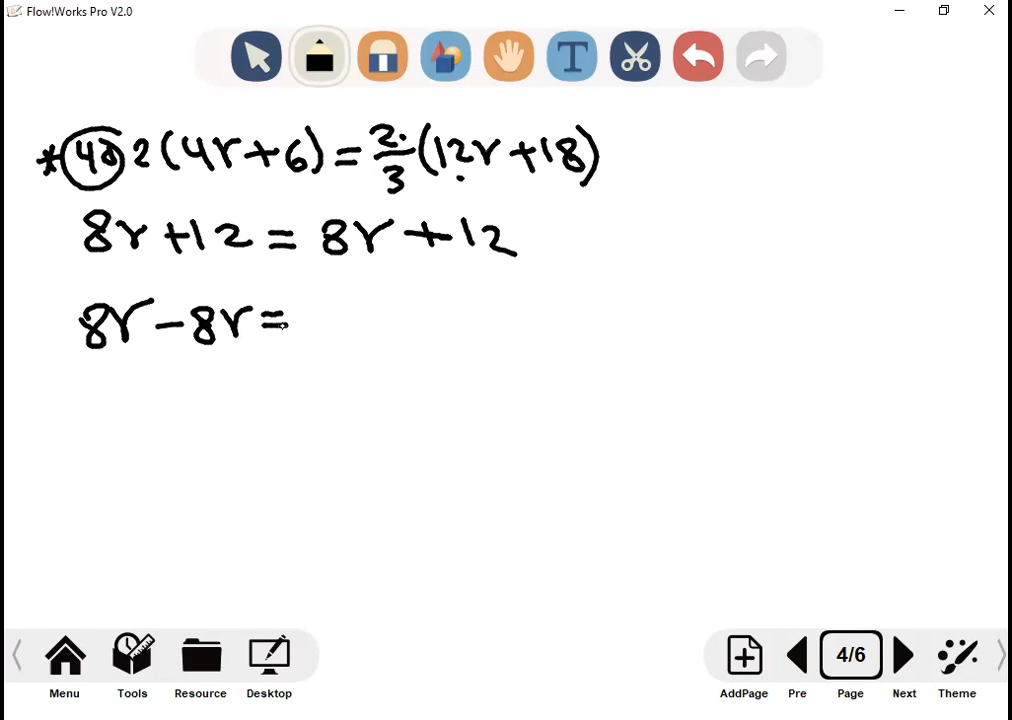 Flow!Works Pro V2.0
* 40 2(4r+6) = 2/3 (12r+18)
8r+12 = 8r+12
8r-8r=
Menu Tools Resource Desktop
4/6
AddPage Pre Page Next Theme